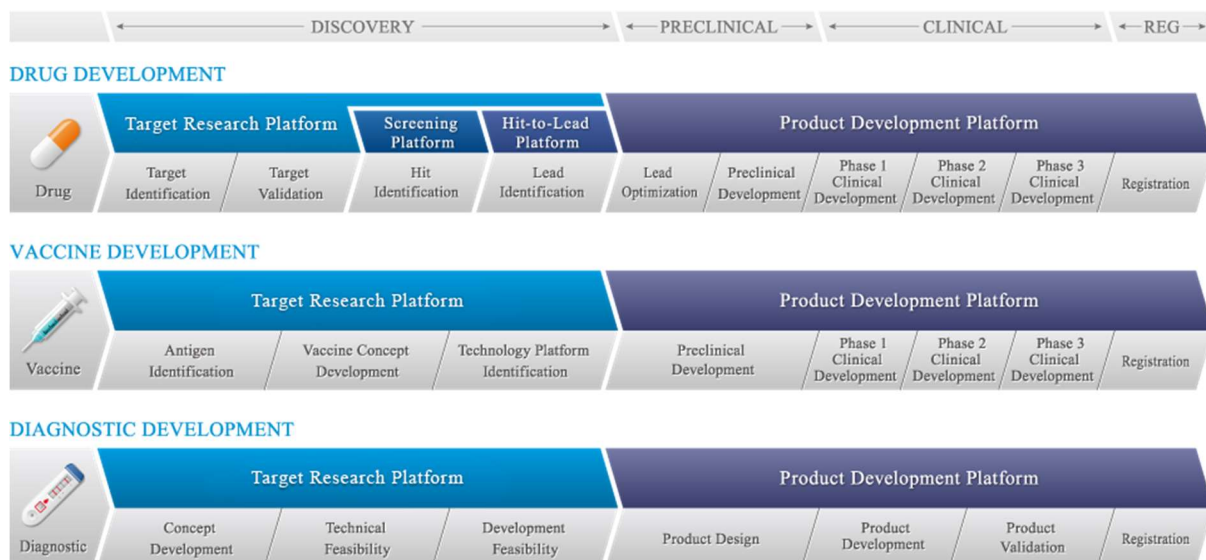 DISCOVERY PRECLINICAL CLINICAL REG
DRUG DEVELOPMENT
Target Research Platform
Screening
Platform
Hit-to-Lead
Platform
Product Development Platform
Drug
Target
Identification
Target
Validation
Hit
Identification
Lead
Identification
Lead
Optimization
Preclinical
Development
Phase 1
Clinical
Development
Phase 2
Clinical
Development
Phase 3
Clinical
Development
Registration
VACCINE DEVELOPMENT
Target Research Platform
Product Development Platform
Vaccine
Antigen
Identification
Vaccine Concept
Development
Technology Platform
Identification
Preclinical
Development
Phase 1
Clinical
Development
Phase 2
Clinical
Development
Phase 3
Clinical
Development
Registration
DIAGNOSTIC DEVELOPMENT
Target Research Platform
Product Development Platform
Diagnostic
Concept
Development
Technical
Feasibility
Development
Feasibility
Product Design
Product
Development
Product
Validation
Registration